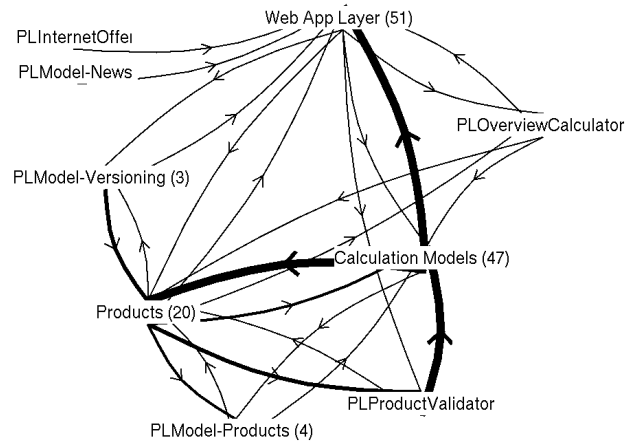 Web App Layer (51)
PLInternetOffer
PLModel-News
PLOverviewCalculator
PLModel-Versioning (3)
Calculation Models (47)
Products (20)
PLProductValidator
PLModel-Products (4)